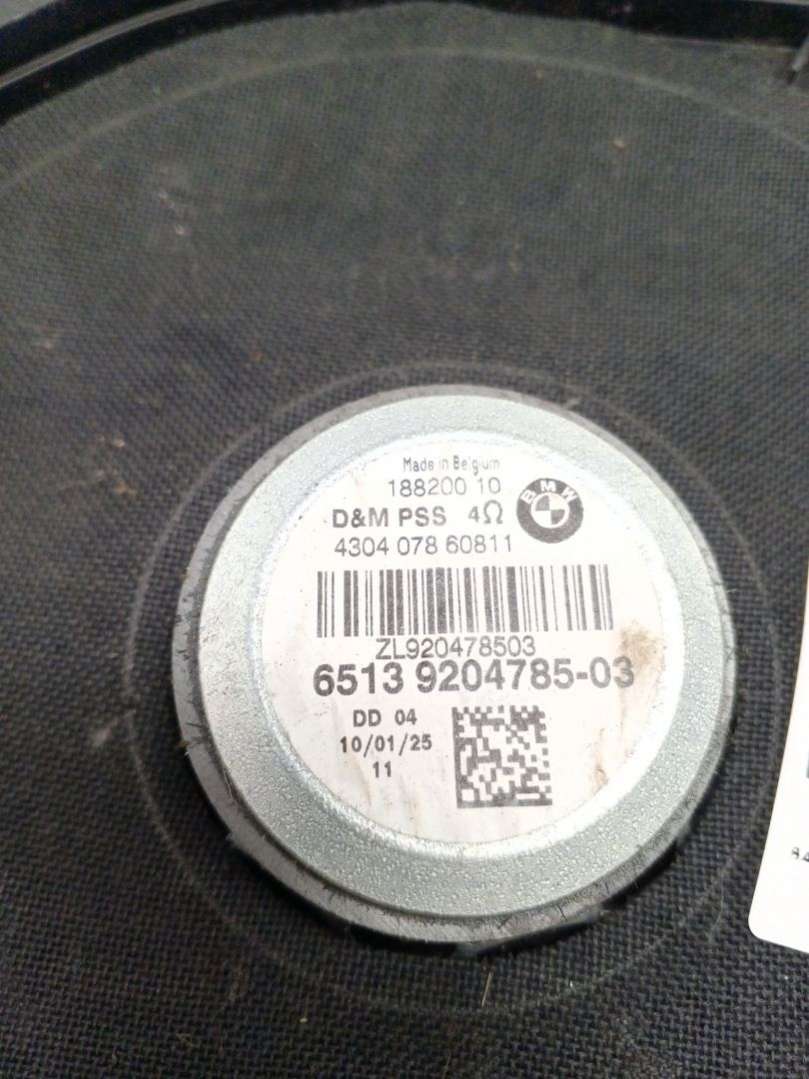 Made in Belgium
188200 10
D&M PSS 4Ω
BMW
4304 078 60811
ZL920478503
6513 9204785-03
DD 04
10/01/25
11